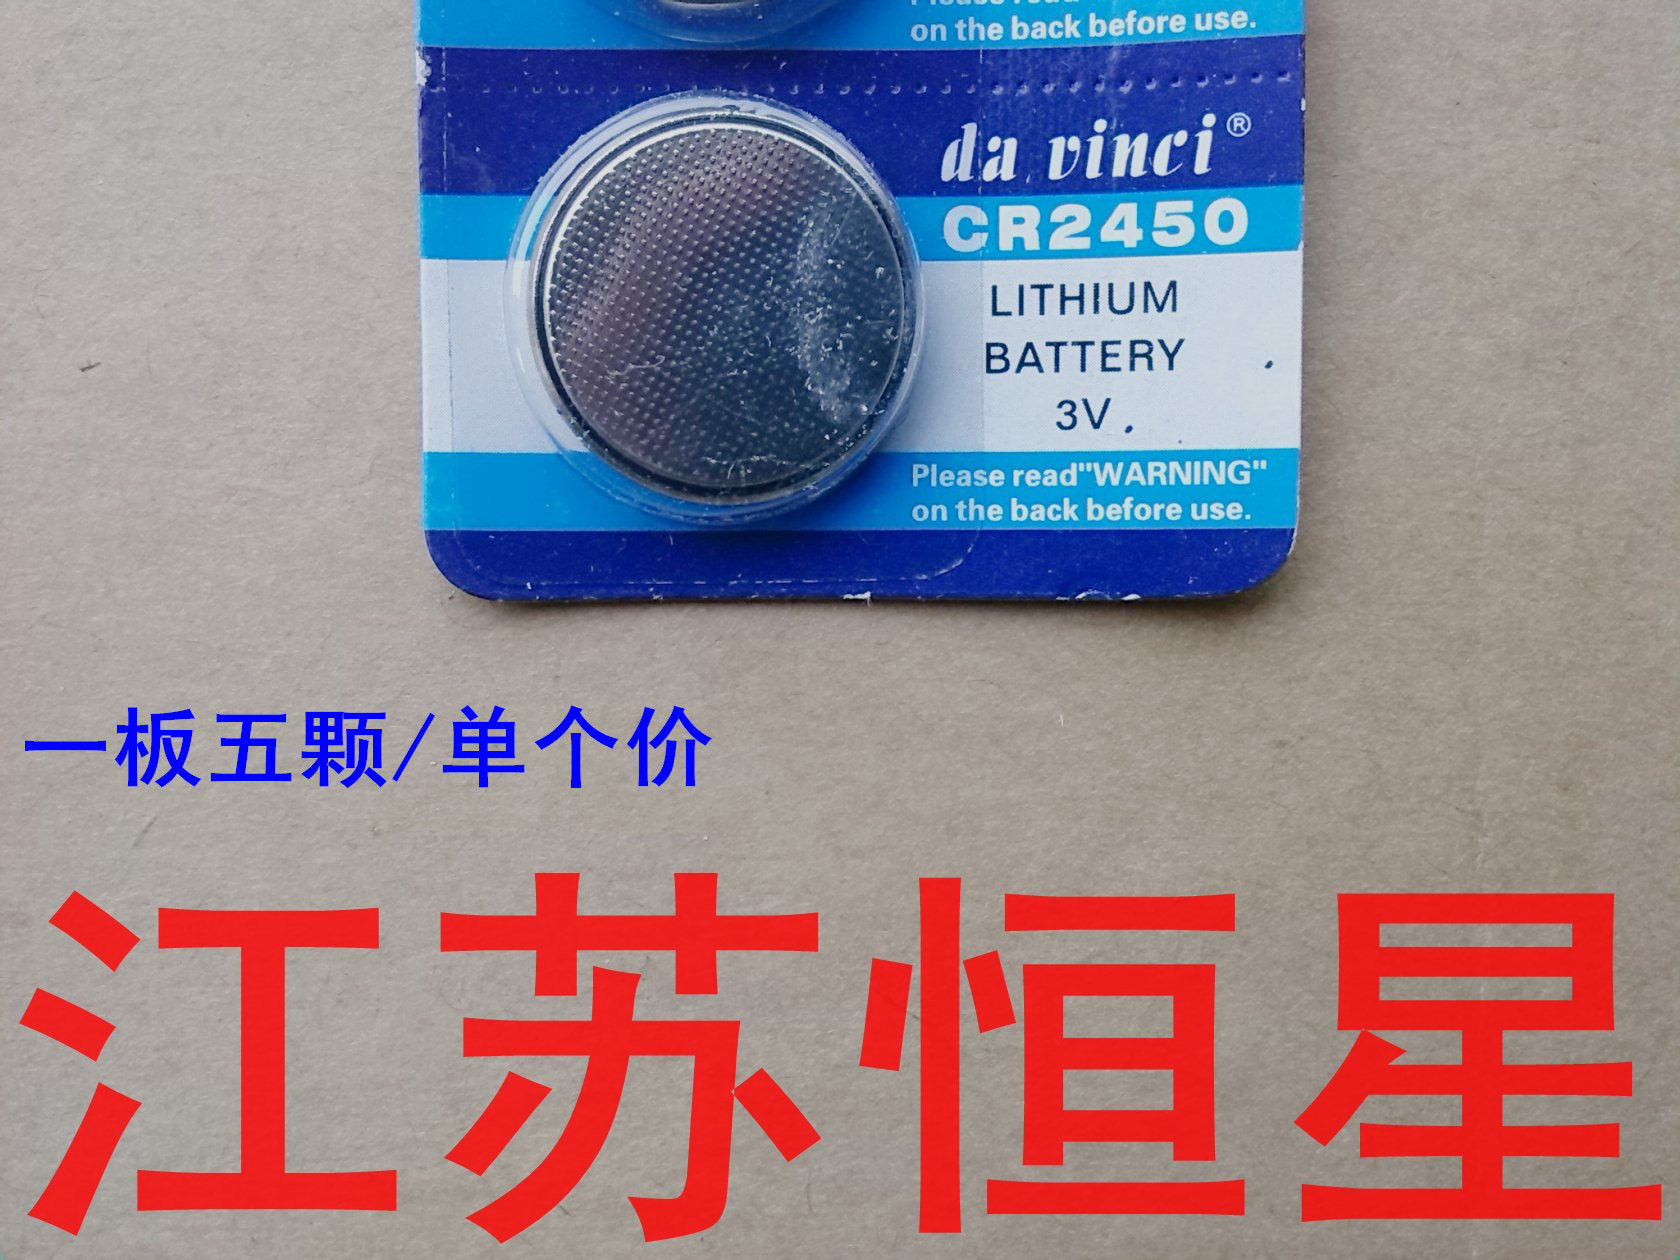 on the back before use.
da vinci®
CR2450
LITHIUM
BATTERY
3V
Please read"WARNING"
on the back before use.
一板五颗/单个价
江苏恒星